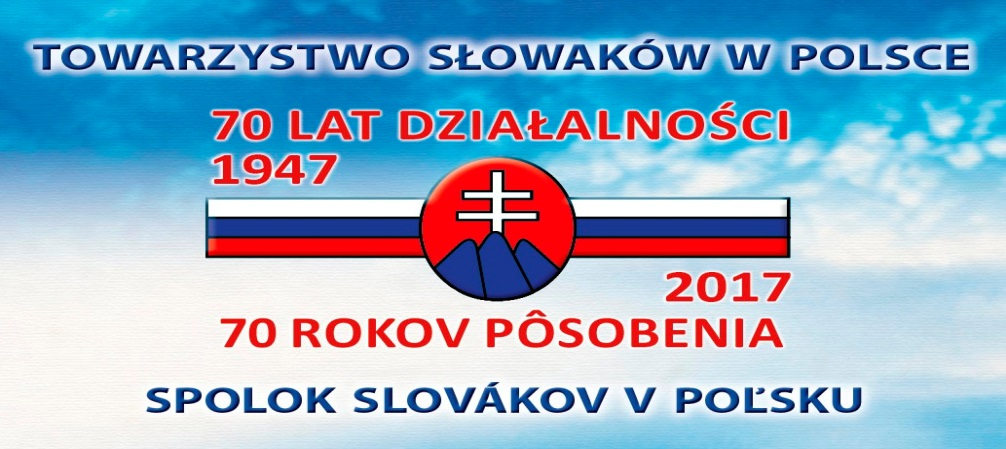 TOWARZYSTWO SŁOWAKÓW W POLSCE
70 LAT DZIAŁALNOŚCI
1947
2017
70 ROKOV PÔSOBENIA
SPOLOK SLOVÁKOV V POĽSKU